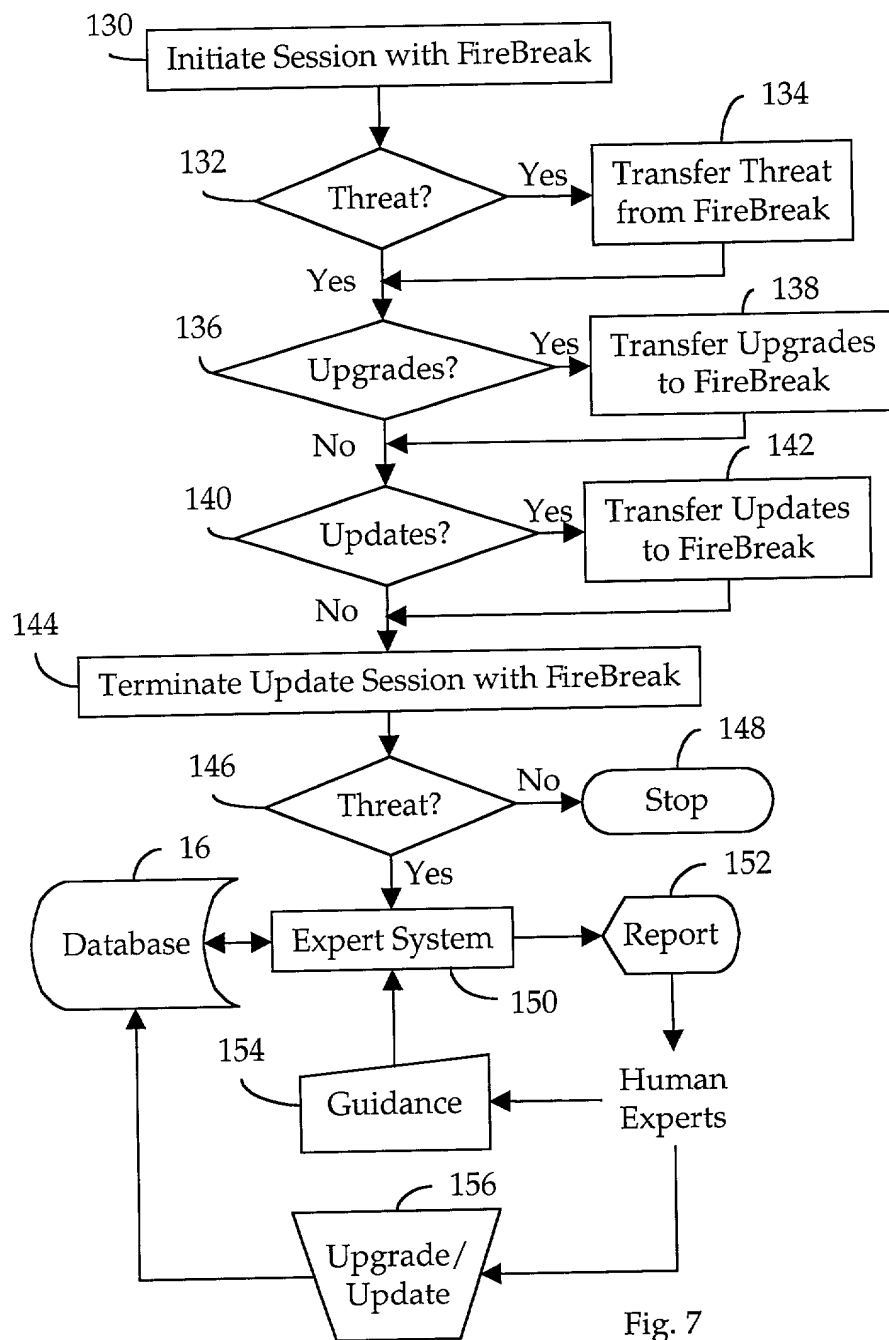 130
Initiate Session with FireBreak
134
132
Threat?
Yes
Transfer Threat
from FireBreak
Yes
138
136
Upgrades?
Yes
Transfer Upgrades
to FireBreak
No
142
140
Updates?
Yes
Transfer Updates
to FireBreak
No
144
Terminate Update Session with FireBreak
148
146
Threat?
No
Stop
16
Yes
152
Database
Expert System
Report
150
154
Guidance
Human
Experts
156
Upgrade/
Update
Fig. 7